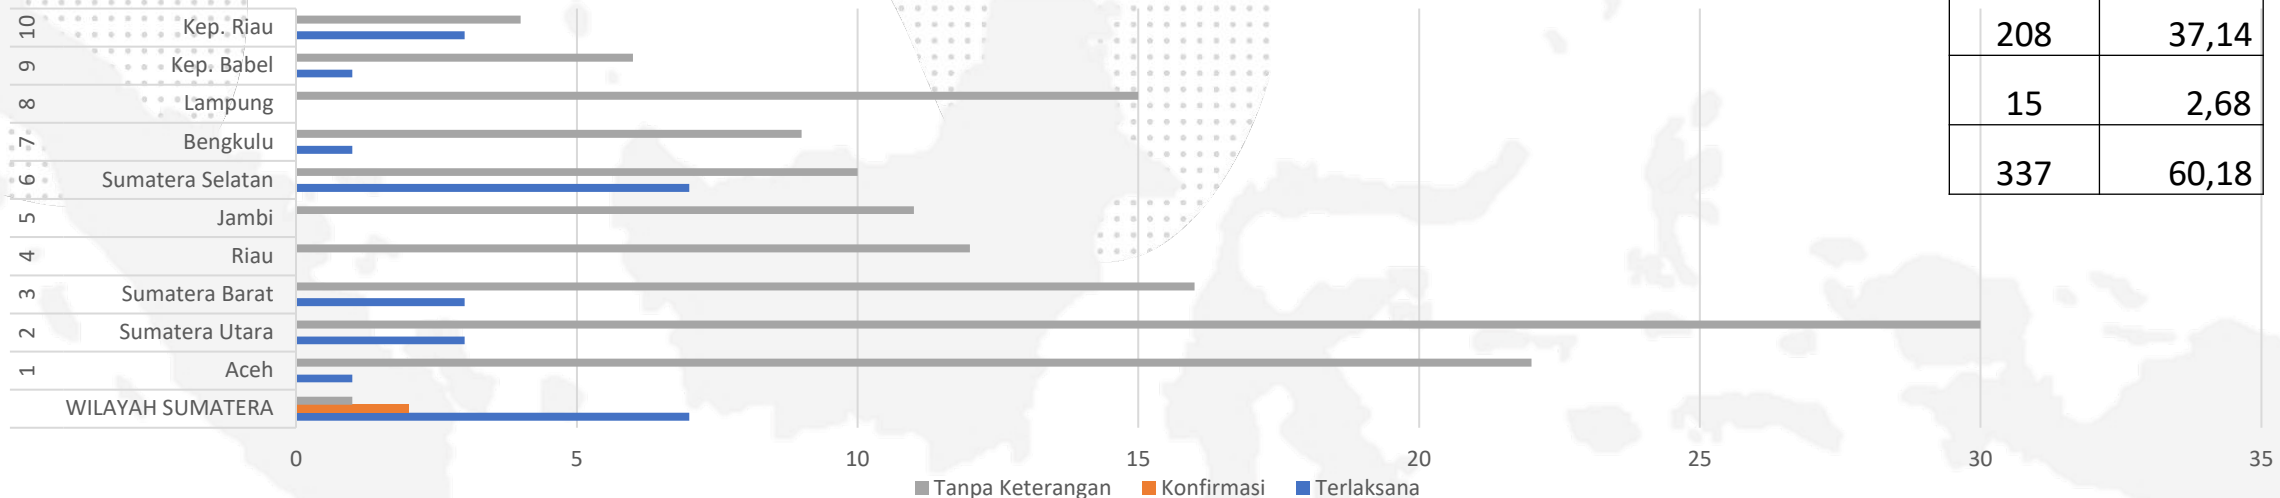 10 Kep. Riau
9 Kep. Babel
8 Lampung
7 Bengkulu
6 Sumatera Selatan
5 Jambi
4 Riau
3 Sumatera Barat
2 Sumatera Utara
1 Aceh
WILAYAH SUMATERA
0 5 10 15 20 25 30 35
Tanpa Keterangan Konfirmasi Terlaksana
208 37,14
15 2,68
337 60,18